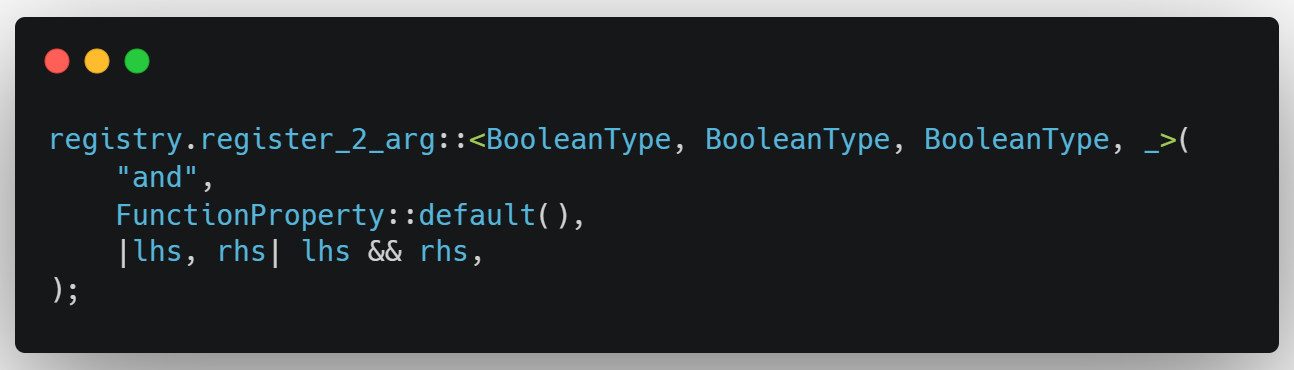 registry.register_2_arg::<BooleanType, BooleanType, BooleanType, _>(
    "and",
    FunctionProperty::default(),
    |lhs, rhs| lhs && rhs,
);